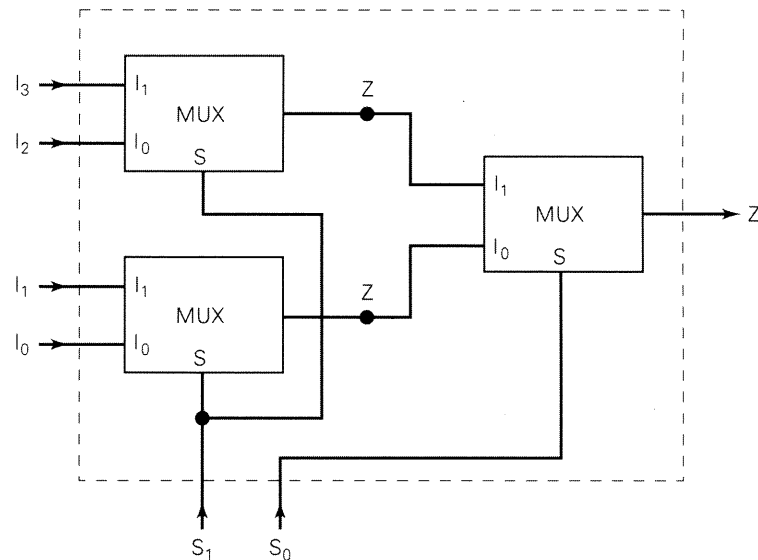 Z
I₃ I₁
MUX
I₂ I₀
S
I₁
MUX
Z
I₀
S
Z
I₁ I₁
MUX
I₀ I₀
S
S₁ S₀